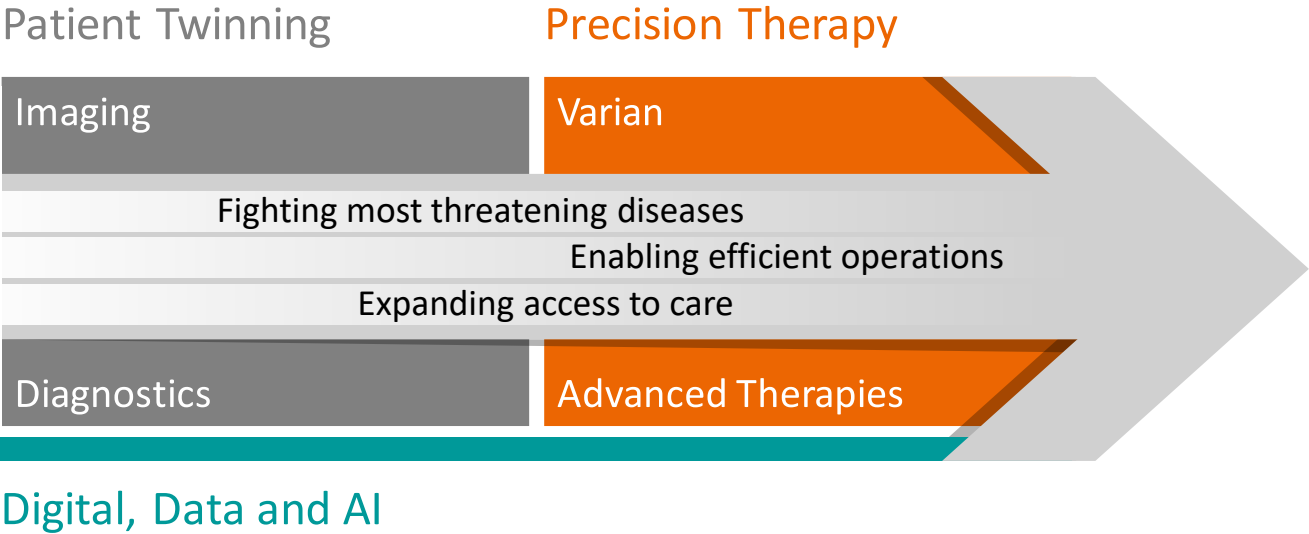 Patient Twinning
Precision Therapy
Imaging
Varian
Fighting most threatening diseases
Enabling efficient operations
Expanding access to care
Diagnostics
Advanced Therapies
Digital, Data and AI